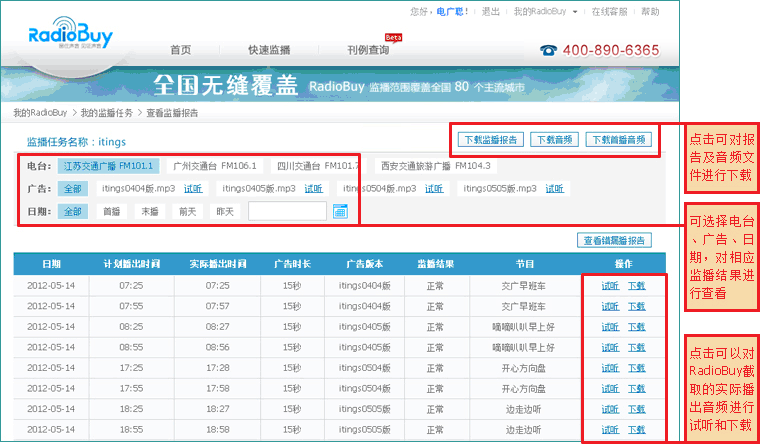 您好，电广聪！ 退出 我的RadioBuy 在线客服 帮助
RadioBuy
首页 快速监播 刊例查询 Beta
400-890-6365
全国无缝覆盖 RadioBuy 监播范围覆盖全国 80 个主流城市
我的RadioBuy > 我的监播任务 > 查看监播报告
监播任务名称：itings
下载监播报告 下载音频 下载首播音频
电台： 江苏交通广播 FM101.1 广州交通台 FM106.1 四川交通台 FM101.7 西安交通旅游广播 FM104.3
广告： 全部 itings0404版.mp3 试听 itings0405版.mp3 试听 itings0504版.mp3 试听 itings0505版.mp3 试听
日期： 全部 首播 末播 前天 昨天
查看错漏播报告
日期 计划播出时间 实际播出时间 广告时长 广告版本 监播结果 节目 操作
2012-05-14 07:25 07:25 15秒 itings0404版 正常 交广早班车 试听 下载
2012-05-14 07:55 07:57 15秒 itings0404版 正常 交广早班车 试听 下载
2012-05-14 08:25 08:27 15秒 itings0405版 正常 嘀嘀叭叭早上好 试听 下载
2012-05-14 08:55 08:56 15秒 itings0405版 正常 嘀嘀叭叭早上好 试听 下载
2012-05-14 17:25 17:28 15秒 itings0504版 正常 开心方向盘 试听 下载
2012-05-14 17:55 17:58 15秒 itings0504版 正常 开心方向盘 试听 下载
2012-05-14 18:25 18:27 15秒 itings0505版 正常 边走边听 试听 下载
2012-05-14 18:55 18:58 15秒 itings0505版 正常 边走边听 试听 下载
点击可对报
告及音频文
件进行下载
可选择电台
、广告、日
期，对相应
监播结果进
行查看
点击可以对
RadioBuy截
取的实际播
出音频进行
试听和下载